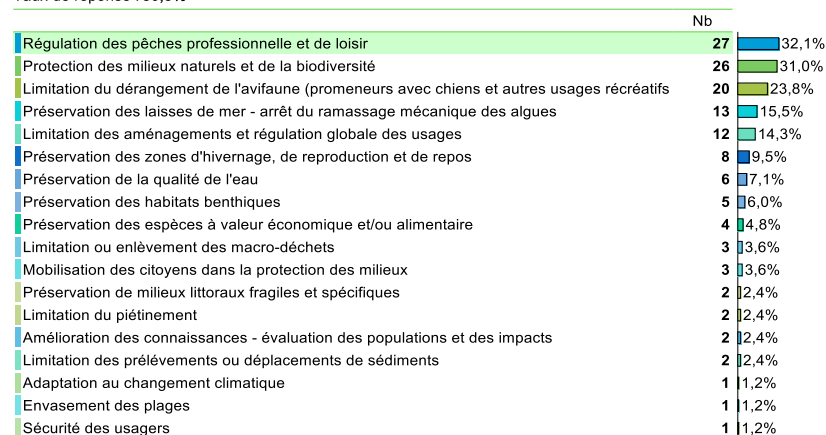 Nb
Régulation des pêches professionnelle et de loisir 27 32,1%
Protection des milieux naturels et de la biodiversité 26 31,0%
Limitation du dérangement de l'avifaune (promeneurs avec chiens et autres usages récréatifs 20 23,8%
Préservation des laisses de mer - arrêt du ramassage mécanique des algues 13 15,5%
Limitation des aménagements et régulation globale des usages 12 14,3%
Préservation des zones d'hivernage, de reproduction et de repos 8 9,5%
Préservation de la qualité de l'eau 6 7,1%
Préservation des habitats benthiques 5 6,0%
Préservation des espèces à valeur économique et/ou alimentaire 4 4,8%
Limitation ou enlèvement des macro-déchets 3 3,6%
Mobilisation des citoyens dans la protection des milieux 3 3,6%
Préservation de milieux littoraux fragiles et spécifiques 2 2,4%
Limitation du piétinement 2 2,4%
Amélioration des connaissances - évaluation des populations et des impacts 2 2,4%
Limitation des prélévements ou déplacements de sédiments 2 2,4%
Adaptation au changement climatique 1 1,2%
Envasement des plages 1 1,2%
Sécurité des usagers 1 1,2%